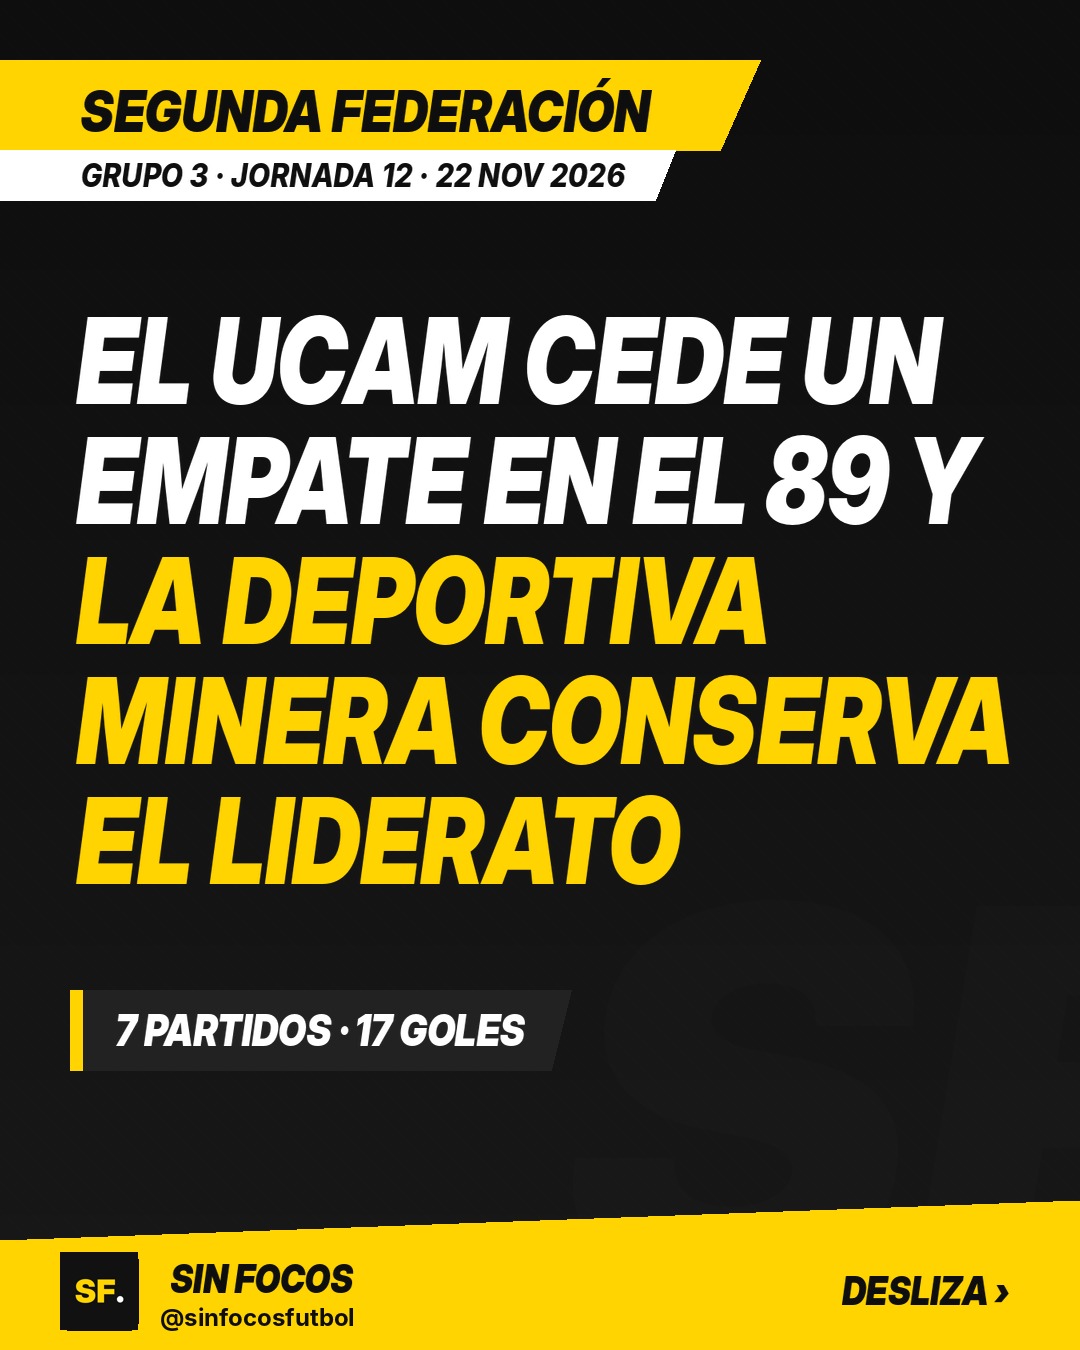 SEGUNDA FEDERACIÓN
GRUPO 3 · JORNADA 12 · 22 NOV 2026
EL UCAM CEDE UN
EMPATE EN EL 89 Y
LA DEPORTIVA
MINERA CONSERVA
EL LIDERATO
7 PARTIDOS · 17 GOLES
SF
SF.
SIN FOCOS
@sinfocosfutbol
DESLIZA ›